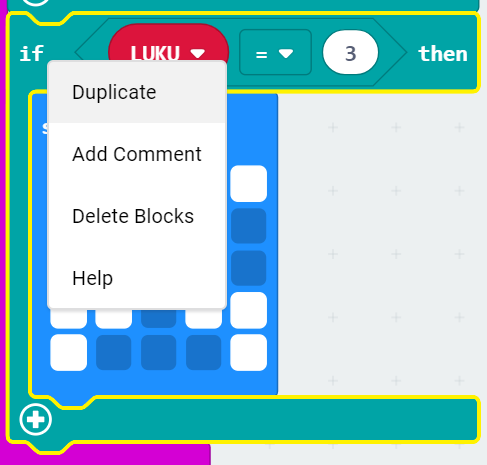 if LUKU = 3 then
Duplicate
Add Comment
Delete Blocks
Help